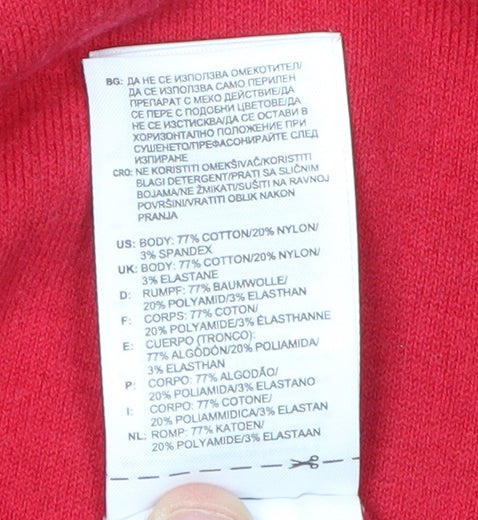 BG: ДА НЕ СЕ ИЗПОЛЗВА ОМЕКОТИТЕЛ/
ДА СЕ ИЗПОЛЗВА САМО ПЕРИЛЕН
ПРЕПАРАТ С МЕКО ДЕЙСТВИЕ/ДА
СЕ ПЕРЕ С ПОДОБНИ ЦВЕТОВЕ/ДА
НЕ СЕ ИЗСТИСКВА/ДА СЕ ОСТАВИ В
ХОРИЗОНТАЛНО ПОЛОЖЕНИЕ ПРИ
СУШЕНЕТО/ПРЕФАСОНИРАЙТЕ СЛЕД
ИЗПИРАНЕ
CRO: NE KORISTITI OMEKŠIVAČ/KORISTITI
BLAGI DETERGENT/PRATI SA SLIČNIM
BOJAMA/NE ŽMIKATI/SUŠITI NA RAVNOJ
POVRŠINI/VRATITI OBLIK NAKON
PRANJA
US: BODY: 77% COTTON/20% NYLON/
3% SPANDEX
UK: BODY: 77% COTTON/20% NYLON/
3% ELASTANE
D: RUMPF: 77% BAUMWOLLE/
20% POLYAMID/3% ELASTHAN
F: CORPS: 77% COTON/
20% POLYAMIDE/3% ÉLASTHANNE
E: CUERPO (TRONCO):
77% ALGÓDÓN/20% POLIAMIDA/
3% ELASTHAN
P: CORPO: 77% ALGODÃO/
20% POLIAMIDA/3% ELASTANO
I: CORPO: 77% COTONE/
20% POLIAMMIDICA/3% ELASTAN
NL: ROMP: 77% KATOEN/
20% POLYAMIDE/3% ELASTAAN